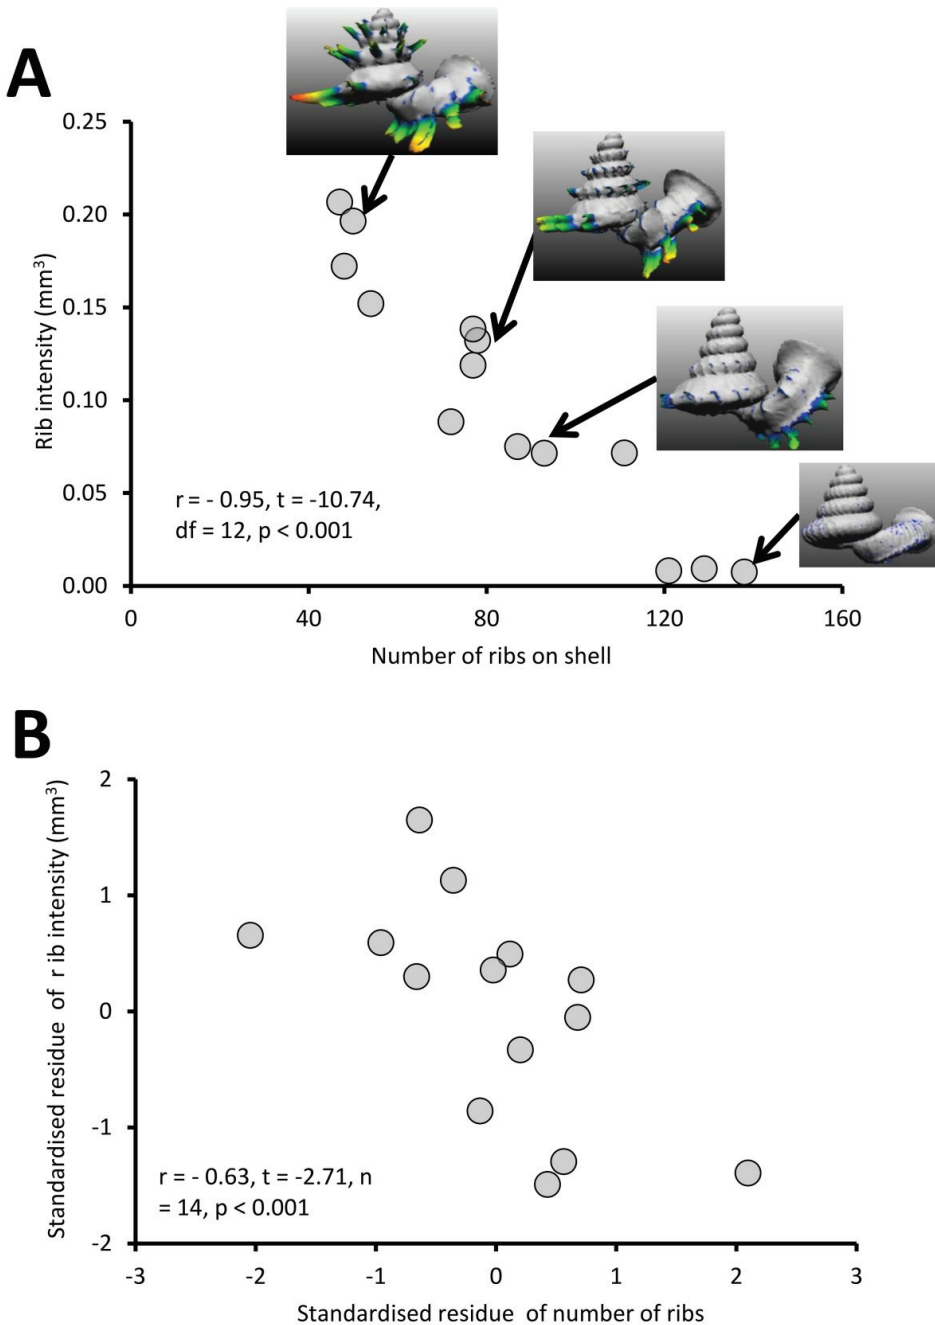 A
0.25
0.20
0.15
0.10
0.05
0.00
Rib intensity (mm³)
r = - 0.95, t = -10.74,
df = 12, p < 0.001
0 40 80 120 160
Number of ribs on shell
B
2
1
0
-1
-2
Standardised residue of r ib intensity (mm³)
r = - 0.63, t = -2.71, n
= 14, p < 0.001
-3 -2 -1 0 1 2 3
Standardised residue of number of ribs